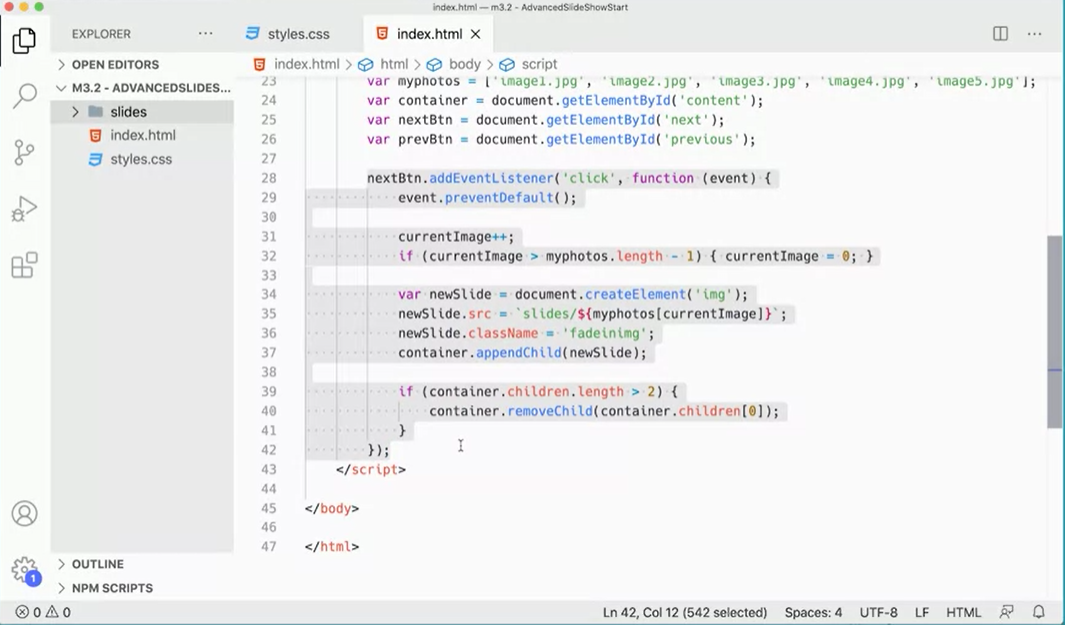 index.html — m3.2 - AdvancedSlideShowStart
EXPLORER
styles.css
index.html
OPEN EDITORS
index.html > html > body > script
M3.2 - ADVANCEDSLIDES...
slides
index.html
styles.css
23 var myphotos = ['image1.jpg', 'image2.jpg', 'image3.jpg', 'image4.jpg', 'image5.jpg'];
24 var container = document.getElementById('content');
25 var nextBtn = document.getElementById('next');
26 var prevBtn = document.getElementById('previous');
27
28 nextBtn.addEventListener('click', function (event) {
29 event.preventDefault();
30
31 currentImage++;
32 if (currentImage > myphotos.length - 1) { currentImage = 0; }
33
34 var newSlide = document.createElement('img');
35 newSlide.src = `slides/${myphotos[currentImage]}`;
36 newSlide.className = 'fadeinimg';
37 container.appendChild(newSlide);
38
39 if (container.children.length > 2) {
40 container.removeChild(container.children[0]);
41 }
42 });
43 </script>
44
45 </body>
46
47 </html>
OUTLINE
1
NPM SCRIPTS
0 0
Ln 42, Col 12 (542 selected) Spaces: 4 UTF-8 LF HTML